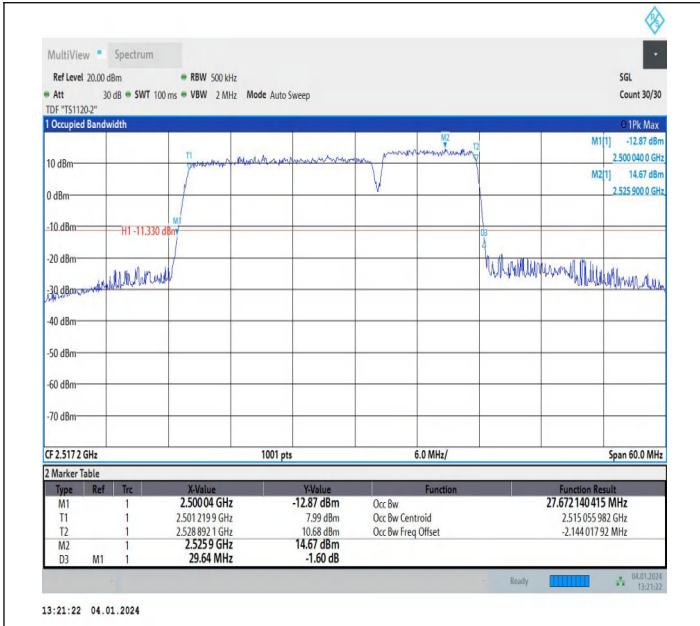 MultiView Spectrum
Ref Level 20.00 dBm RBW 500 kHz SGL
Att 30 dB SWT 100 ms VBW 2 MHz Mode Auto Sweep Count 30/30
TDF "TS1120-2"
1 Occupied Bandwidth 1Pk Max
M1[1] -12.87 dBm
2.500 040 0 GHz
M2[1] 14.67 dBm
2.525 900 0 GHz
M2
T1
T2
10 dBm
0 dBm
M1
-10 dBm
H1 -11.330 dBm
D3
-20 dBm
-30 dBm
-40 dBm
-50 dBm
-60 dBm
-70 dBm
CF 2.517 2 GHz 1001 pts 6.0 MHz/ Span 60.0 MHz
2 Marker Table
Type Ref Trc X-Value Y-Value Function Function Result
M1 1 2.500 04 GHz -12.87 dBm Occ Bw 27.672 140 415 MHz
T1 1 2.501 219 9 GHz 7.99 dBm Occ Bw Centroid 2.515 055 982 GHz
T2 1 2.528 892 1 GHz 10.68 dBm Occ Bw Freq Offset -2.144 017 92 MHz
M2 1 2.525 9 GHz 14.67 dBm
D3 M1 1 29.64 MHz -1.60 dB
Ready 04.01.2024
13:21:22
13:21:22 04.01.2024